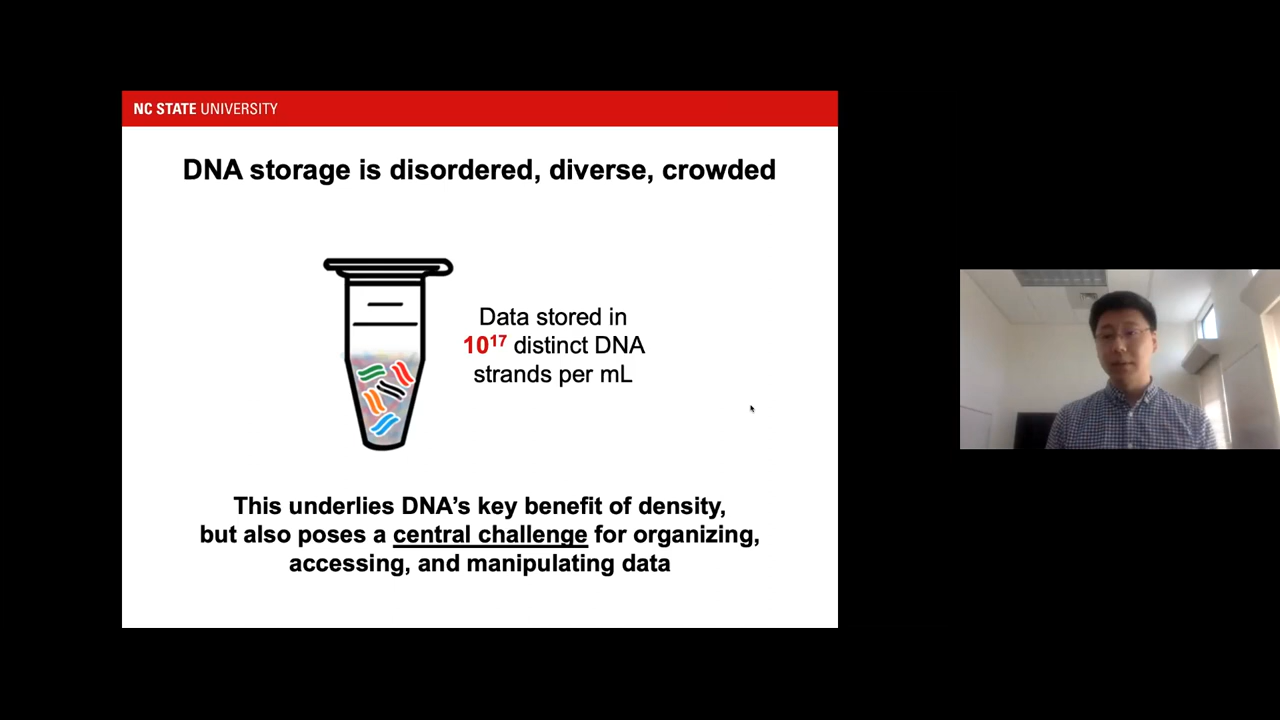 NC STATE UNIVERSITY
DNA storage is disordered, diverse, crowded
Data stored in
10¹⁷ distinct DNA
strands per mL
This underlies DNA’s key benefit of density,
but also poses a central challenge for organizing,
accessing, and manipulating data